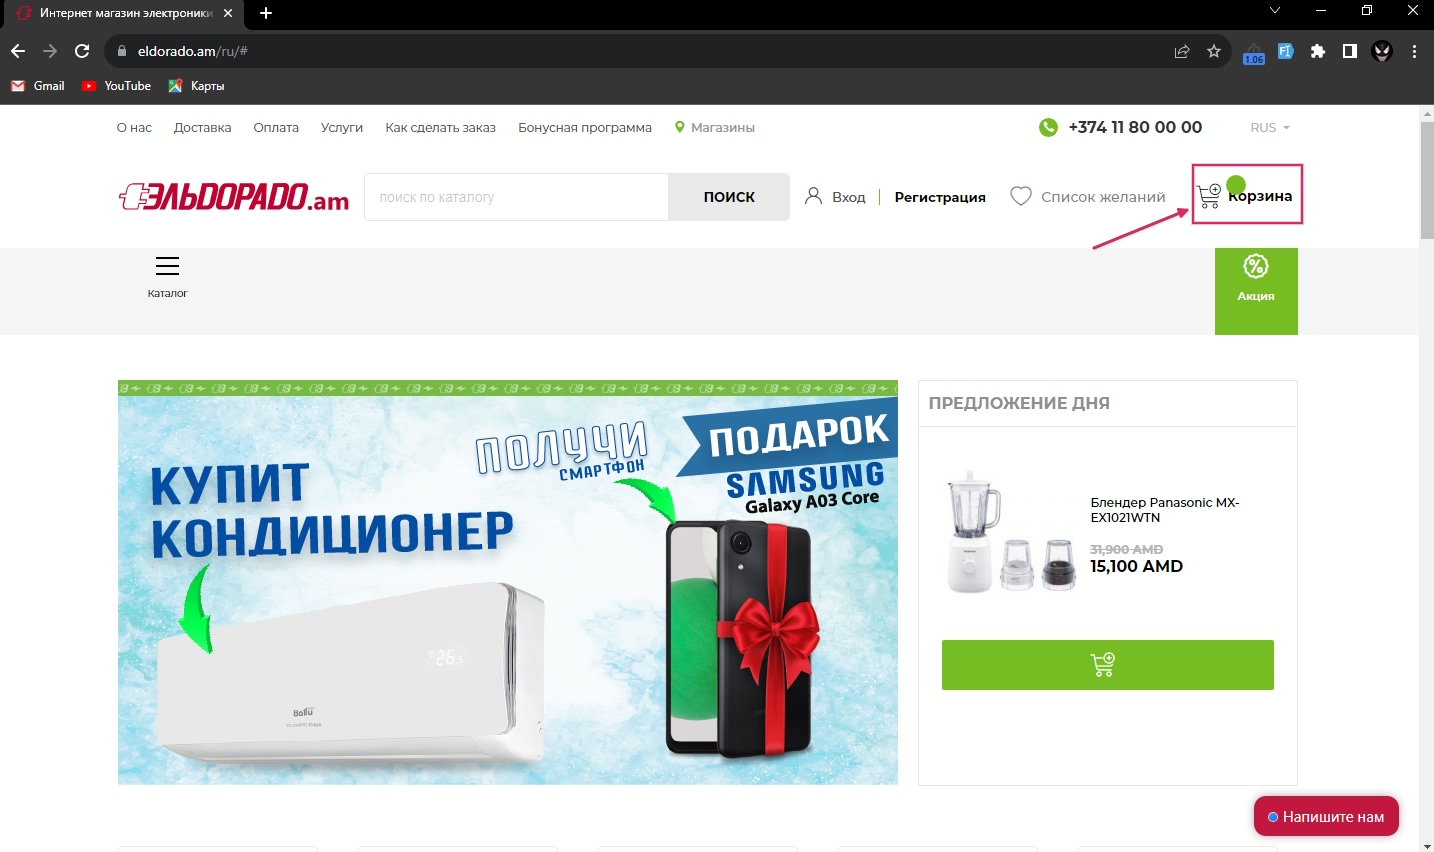 Интернет магазин электроники
eldorado.am/ru/#
1.06
Gmail YouTube Карты
О нас Доставка Оплата Услуги Как сделать заказ Бонусная программа Магазины +374 11 80 00 00 RUS
ЭЛЬDОРАDО.am поиск по каталогу ПОИСК Вход Регистрация Список желаний Корзина
Каталог Акция
КУПИТ
КОНДИЦИОНЕР
ПОЛУЧИ
СМАРТФОН
ПОДАРОК
SAMSUNG
Galaxy A03 Core
Ballu
ПРЕДЛОЖЕНИЕ ДНЯ
Блендер Panasonic MX-
EX1021WTN
31,900 AMD
15,100 AMD
Напишите нам